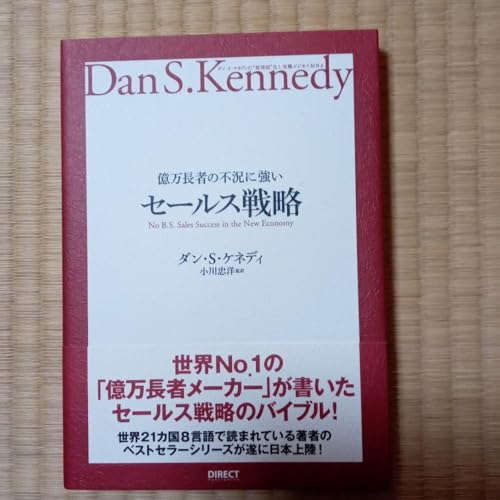 Dan S. Kennedy
億万長者の不況に強い
セールス戦略
No B.S. Sales Success in the New Economy
ダン・S・ケネディ
小川忠洋 監訳
世界No.1の
「億万長者メーカー」が書いた
セールス戦略のバイブル!
世界21カ国8言語で読まれている著者の
ベストセラーシリーズが遂に日本上陸!
DIRECT